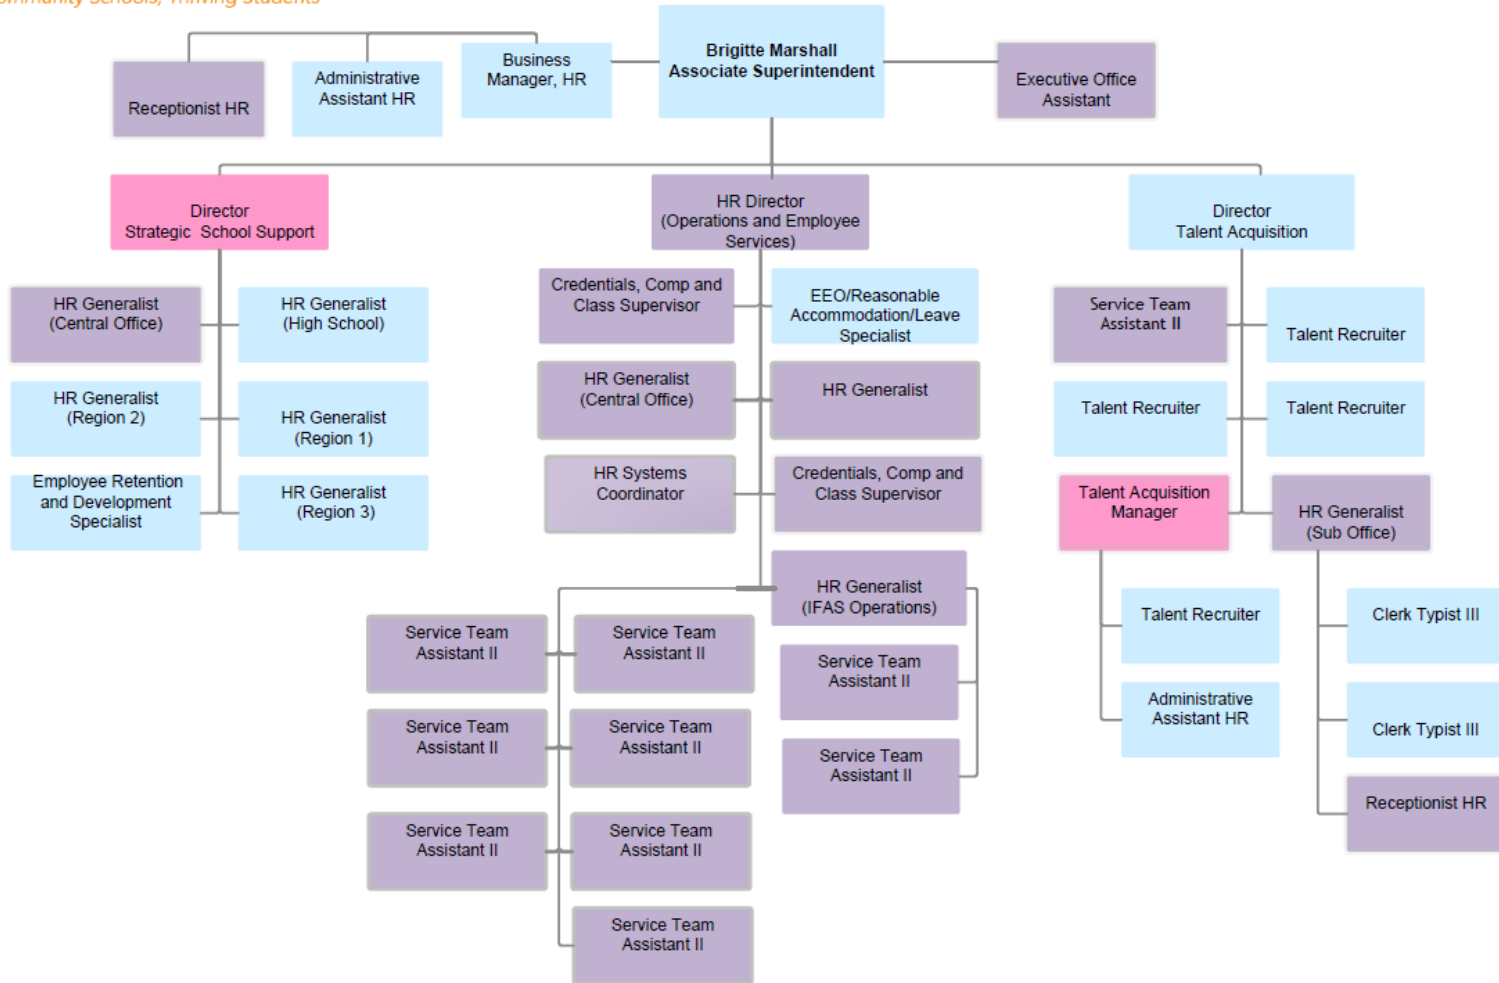 Community Schools, Thriving Students
Brigitte Marshall
Associate Superintendent
Business
Manager, HR
Administrative
Assistant HR
Receptionist HR
Executive Office
Assistant
Director
Strategic School Support
HR Director
(Operations and Employee
Services)
Director
Talent Acquisition
HR Generalist
(Central Office)
HR Generalist
(High School)
HR Generalist
(Region 2)
HR Generalist
(Region 1)
Employee Retention
and Development
Specialist
HR Generalist
(Region 3)
Credentials, Comp and
Class Supervisor
EEO/Reasonable
Accommodation/Leave
Specialist
HR Generalist
(Central Office)
HR Generalist
HR Systems
Coordinator
Credentials, Comp and
Class Supervisor
HR Generalist
(IFAS Operations)
Service Team
Assistant II
Service Team
Assistant II
Service Team
Assistant II
Service Team
Assistant II
Service Team
Assistant II
Service Team
Assistant II
Service Team
Assistant II
Service Team
Assistant II
Service Team
Assistant II
Service Team
Assistant II
Talent Recruiter
Talent Recruiter
Talent Recruiter
Talent Acquisition
Manager
HR Generalist
(Sub Office)
Talent Recruiter
Administrative
Assistant HR
Clerk Typist III
Clerk Typist III
Receptionist HR